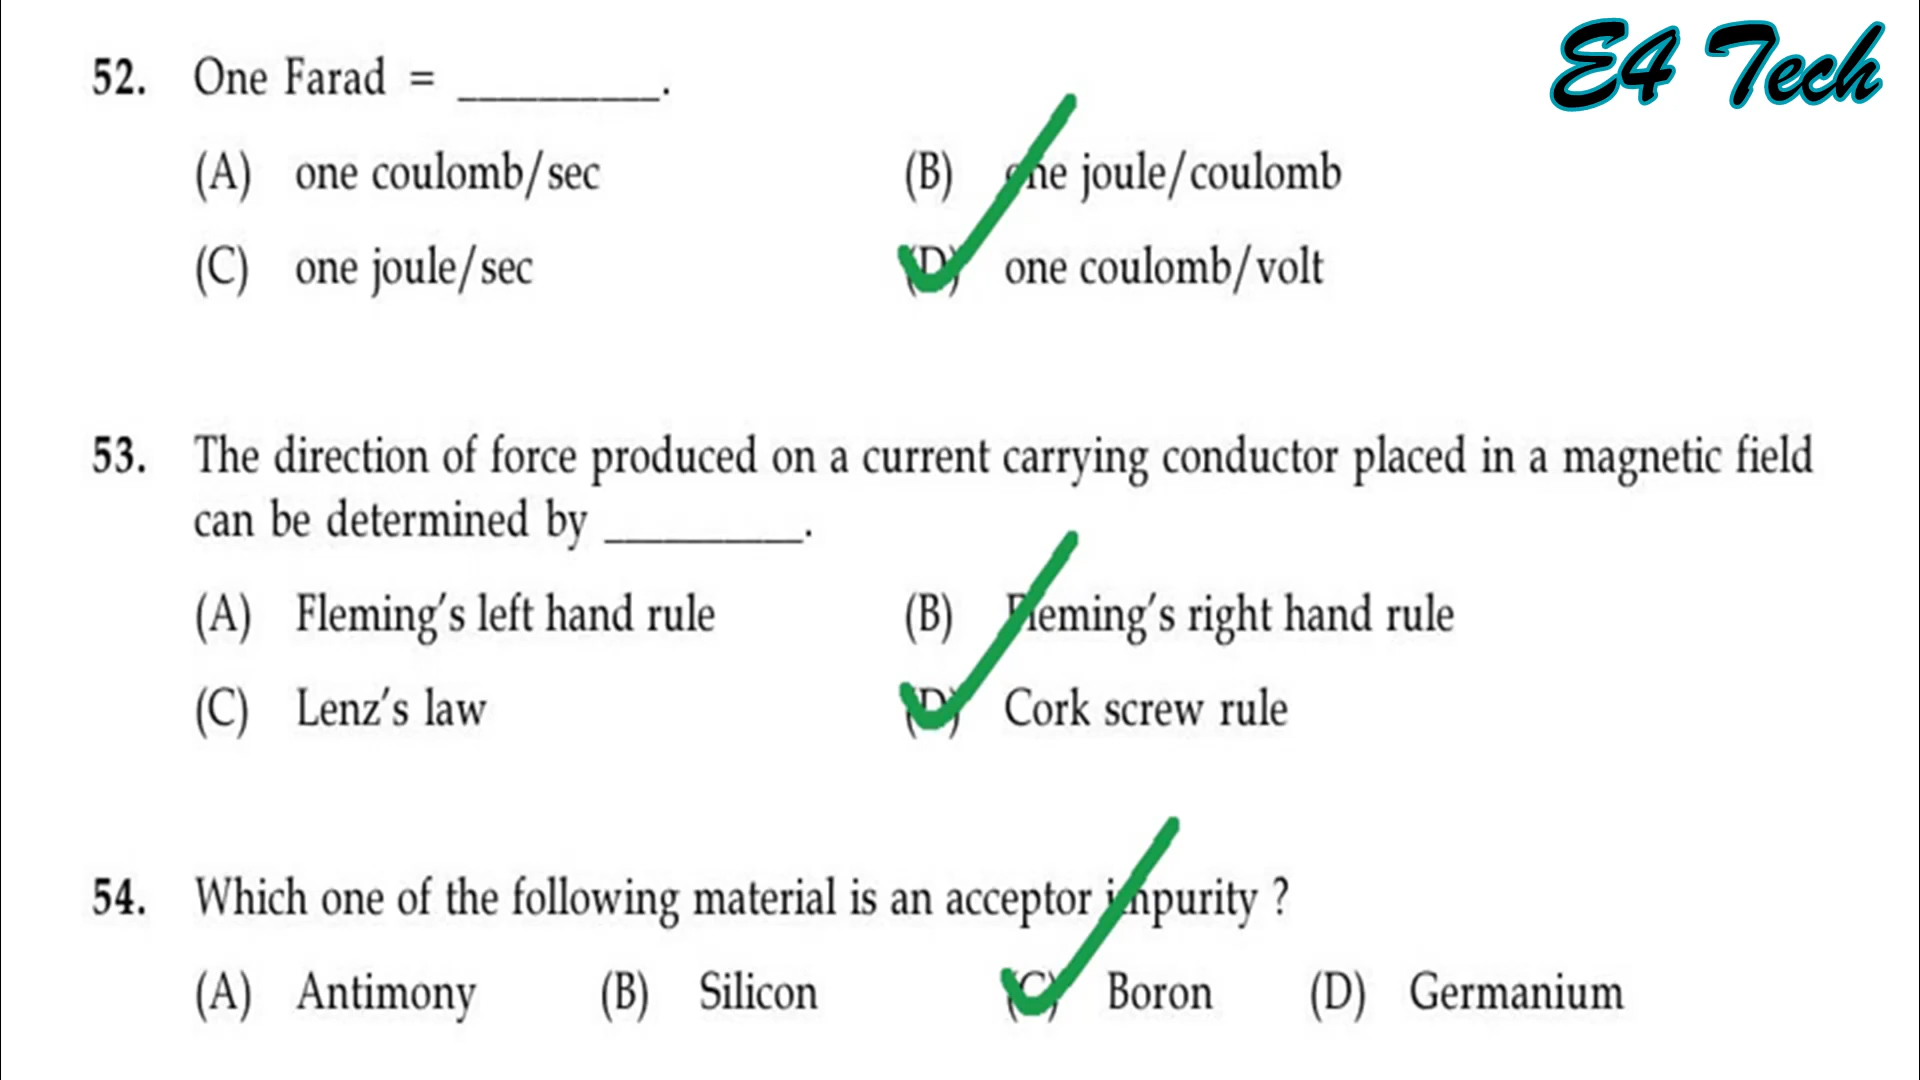 E4 Tech
52. One Farad = __________.
(A) one coulomb/sec (B) one joule/coulomb
(C) one joule/sec (D) one coulomb/volt
53. The direction of force produced on a current carrying conductor placed in a magnetic field
can be determined by __________.
(A) Fleming's left hand rule (B) Fleming's right hand rule
(C) Lenz's law (D) Cork screw rule
54. Which one of the following material is an acceptor impurity ?
(A) Antimony (B) Silicon (C) Boron (D) Germanium